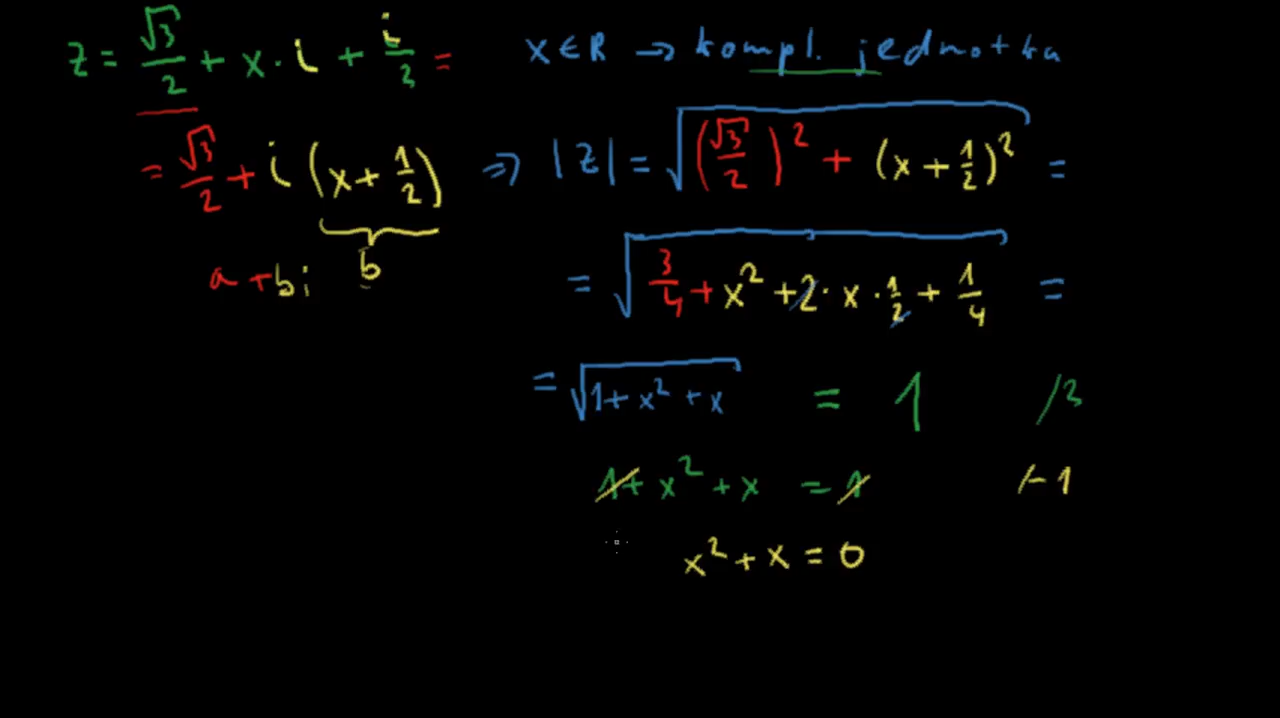 z = √3/2 + x · i + i/2 = x ∈ R → kompl. jednotka
= √3/2 + i (x + 1/2) ⇒ |z| = √((√3/2)² + (x + 1/2)²) =
a + bi b = √(3/4 + x² + 2 · x · 1/2 + 1/4) =
= √(1 + x² + x) = 1 /²
1 + x² + x = 1 /-1
x² + x = 0